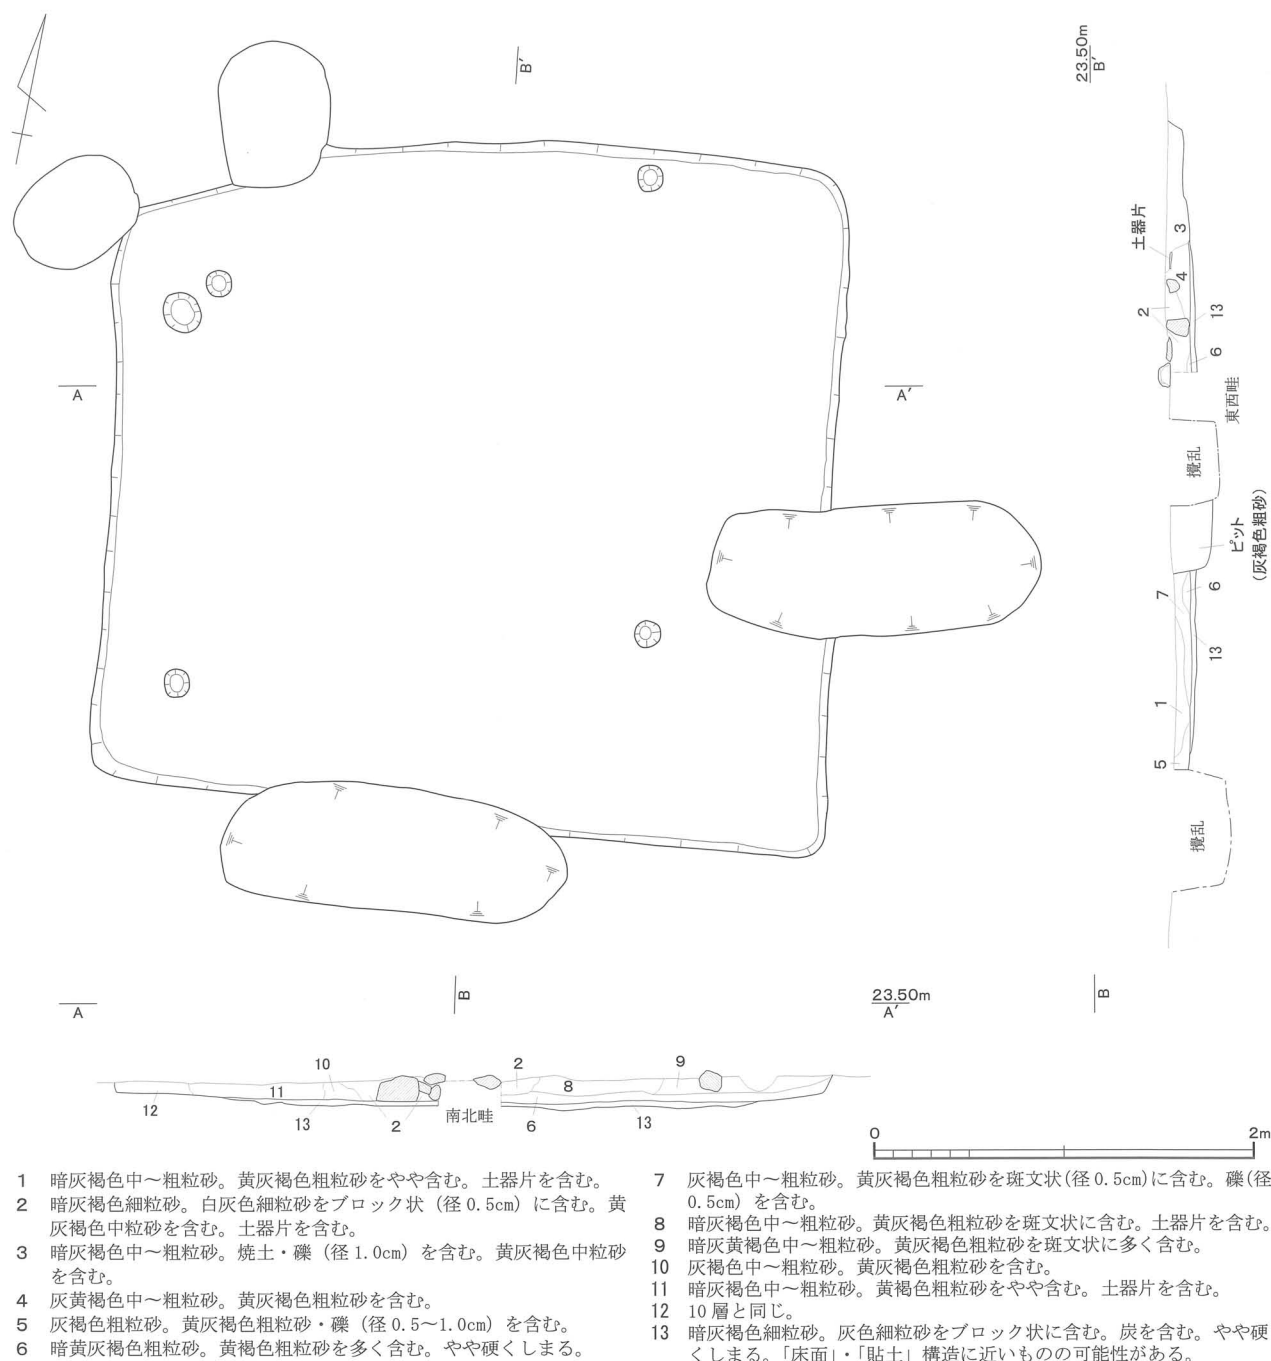 B′
23.50m
B′
土器片
3
4
2
13
6
A
A′
東西畦
攪乱
ピット
(灰褐色粗砂)
7
6
13
1
5
攪乱
A
B
23.50m
A′
B
10
2
9
11
8
12
13
2
南北畦
6
13
0
2m
1 暗灰褐色中～粗粒砂。黄灰褐色粗粒砂をやや含む。土器片を含む。
2 暗灰褐色細粒砂。白灰色細粒砂をブロック状（径0.5cm）に含む。黄
灰褐色中粒砂を含む。土器片を含む。
3 暗灰褐色中～粗粒砂。焼土・礫（径1.0cm）を含む。黄灰褐色中粒砂
を含む。
4 灰黄褐色中～粗粒砂。黄灰褐色粗粒砂を含む。
5 灰褐色粗粒砂。黄灰褐色粗粒砂・礫（径0.5～1.0cm）を含む。
6 暗黄灰褐色粗粒砂。黄褐色粗粒砂を多く含む。やや硬くしまる。
7 灰褐色中～粗粒砂。黄灰褐色粗粒砂を斑文状(径0.5cm)に含む。礫(径
0.5cm）を含む。
8 暗灰褐色中～粗粒砂。黄灰褐色粗粒砂を斑文状に含む。土器片を含む。
9 暗灰黄褐色中～粗粒砂。黄灰褐色粗粒砂を斑文状に多く含む。
10 灰褐色中～粗粒砂。黄灰褐色粗粒砂を含む。
11 暗灰褐色中～粗粒砂。黄褐色粗粒砂をやや含む。土器片を含む。
12 10層と同じ。
13 暗灰褐色細粒砂。灰色細粒砂をブロック状に含む。炭を含む。やや硬
くしまる。「床面」・「貼土」構造に近いものの可能性がある。